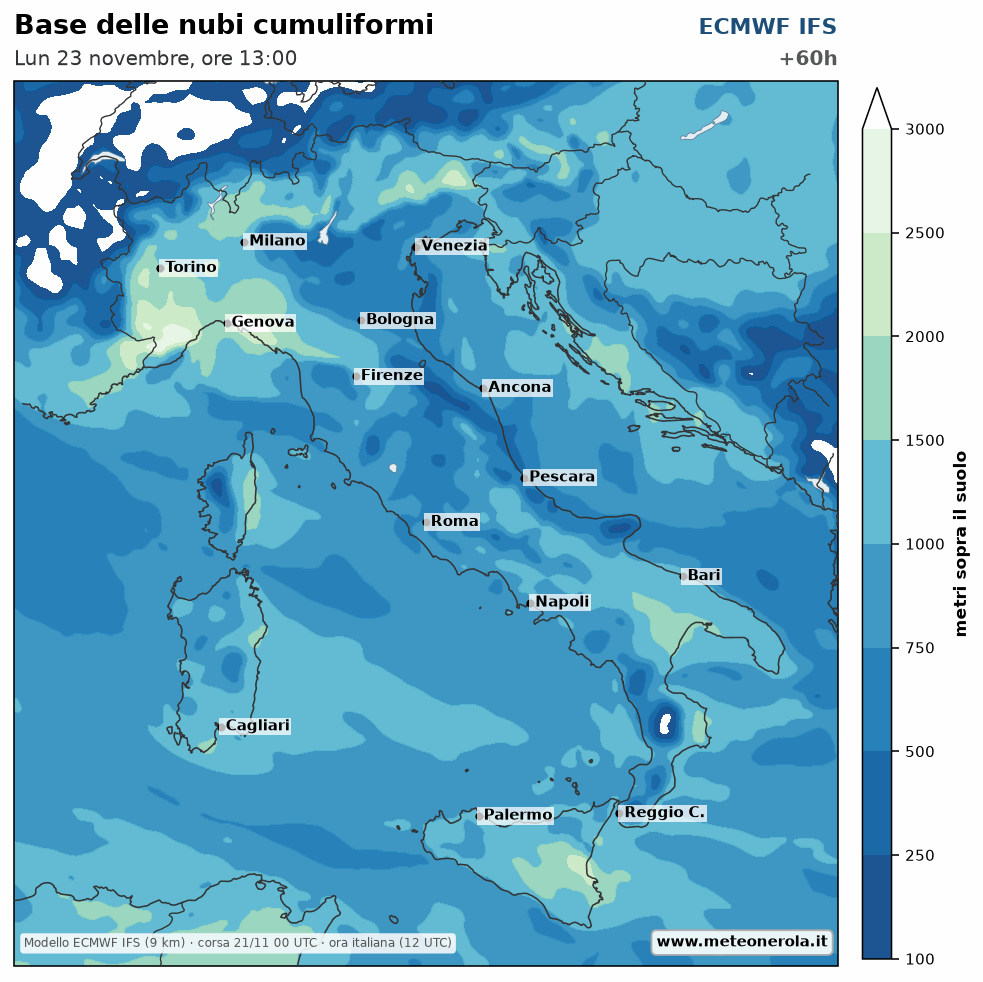 Base delle nubi cumuliformi
ECMWF IFS
Lun 23 novembre, ore 13:00
+60h
3000
2500
2000
1500
1000
750
500
250
100
metri sopra il suolo
Milano
Venezia
Torino
Genova
Bologna
Firenze
Ancona
Pescara
Roma
Bari
Napoli
Cagliari
Palermo
Reggio C.
Modello ECMWF IFS (9 km) · corsa 21/11 00 UTC · ora italiana (12 UTC)
www.meteonerola.it